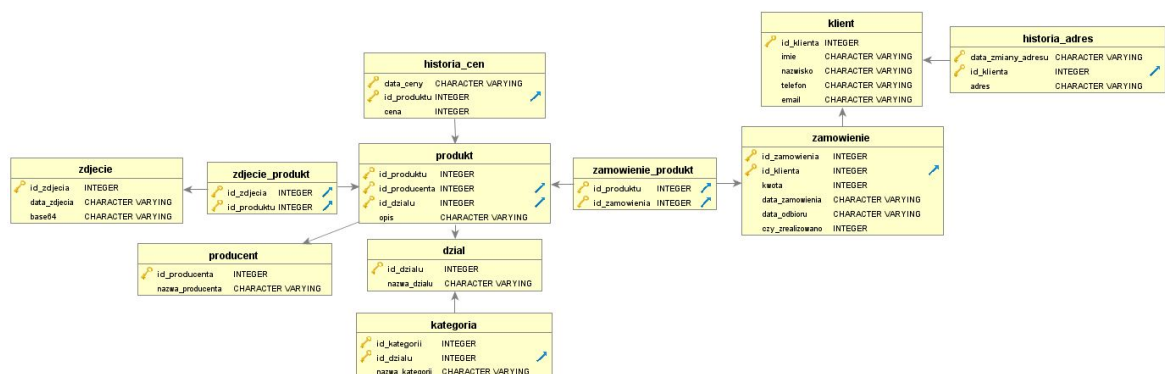 klient
id_klienta INTEGER
imie CHARACTER VARYING
nazwisko CHARACTER VARYING
telefon CHARACTER VARYING
email CHARACTER VARYING
historia_adres
data_zmiany_adresu CHARACTER VARYING
id_klienta INTEGER
adres CHARACTER VARYING
historia_cen
data_ceny CHARACTER VARYING
id_produktu INTEGER
cena INTEGER
zdjecie
id_zdjecia INTEGER
data_zdjecia CHARACTER VARYING
base64 CHARACTER VARYING
zdjecie_produkt
id_zdjecia INTEGER
id_produktu INTEGER
produkt
id_produktu INTEGER
id_producenta INTEGER
id_dzialu INTEGER
opis CHARACTER VARYING
zamowienie_produkt
id_produktu INTEGER
id_zamowienia INTEGER
zamowienie
id_zamowienia INTEGER
id_klienta INTEGER
kwota INTEGER
data_zamowienia CHARACTER VARYING
data_odbioru CHARACTER VARYING
czy_zrealizowano INTEGER
producent
id_producenta INTEGER
nazwa_producenta CHARACTER VARYING
dzial
id_dzialu INTEGER
nazwa_dzialu CHARACTER VARYING
kategoria
id_kategorii INTEGER
id_dzialu INTEGER
nazwa_kategorii CHARACTER VARYING